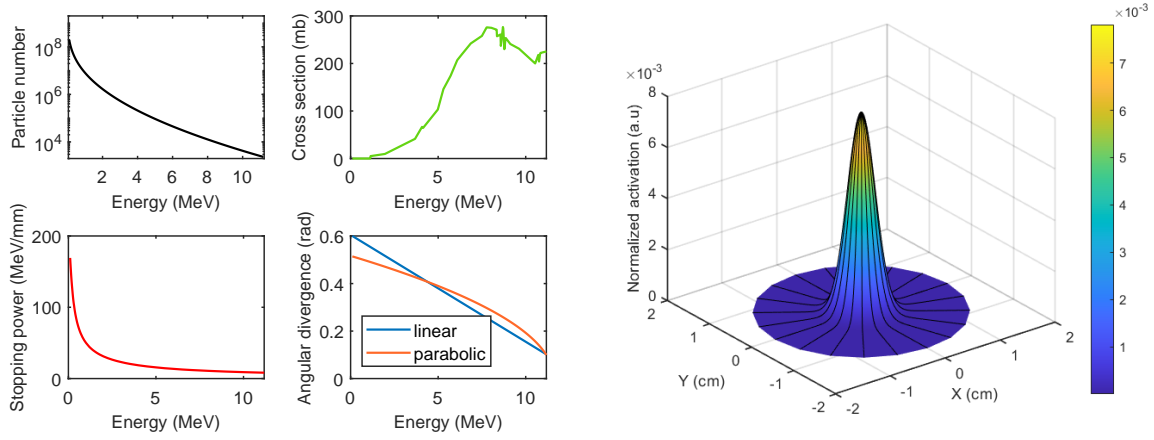 Particle number
10^8
10^6
10^4
2 4 6 8 10
Energy (MeV)
Cross section (mb)
300
200
100
0
0 5 10
Energy (MeV)
Stopping power (MeV/mm)
200
100
0
0 5 10
Energy (MeV)
Angular divergence (rad)
0.6
0.4
0.2
0
linear
parabolic
0 5 10
Energy (MeV)
×10^-3
Normalized activation (a.u)
8
6
4
2
0
2
1
0
-1
-2
Y (cm)
-2
-1
0
1
2
X (cm)
×10^-3
7
6
5
4
3
2
1